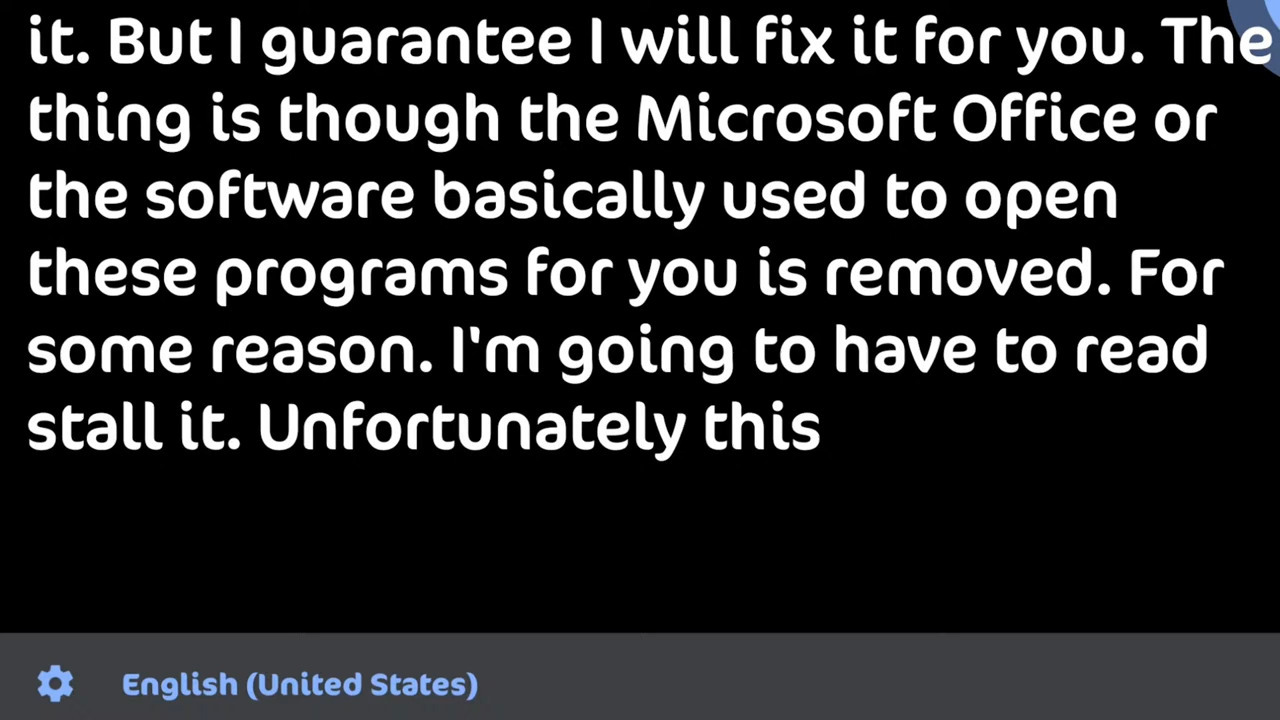 it. But I guarantee I will fix it for you. The
thing is though the Microsoft Office or
the software basically used to open
these programs for you is removed. For
some reason. I'm going to have to read
stall it. Unfortunately this
English (United States)